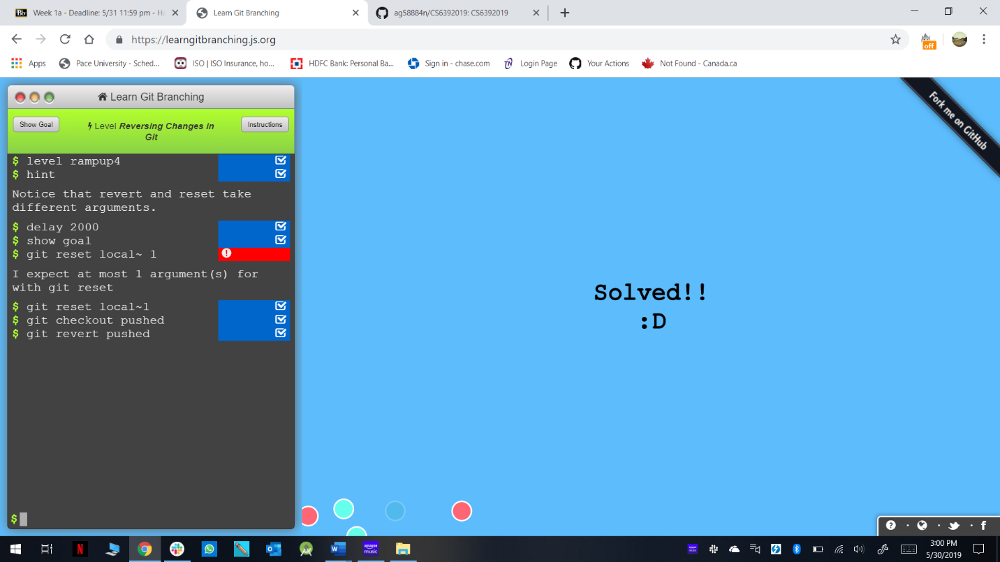 Week 1a - Deadline: 5/31 11:59 pm - Ha
Learn Git Branching
ag58884n/CS6392019: CS6392019
https://learngitbranching.js.org
off
Apps
Pace University - Sched...
ISO | ISO Insurance, ho...
HDFC Bank: Personal Ba...
Sign in - chase.com
Login Page
Your Actions
Not Found - Canada.ca
Learn Git Branching
Show Goal
Level Reversing Changes in
Git
Instructions
$ level rampup4
$ hint
Notice that revert and reset take
different arguments.
$ delay 2000
$ show goal
$ git reset local~ 1
I expect at most 1 argument(s) for
with git reset
$ git reset local~1
$ git checkout pushed
$ git revert pushed
$
Solved!!
:D
Fork me on GitHub
3:00 PM
5/30/2019